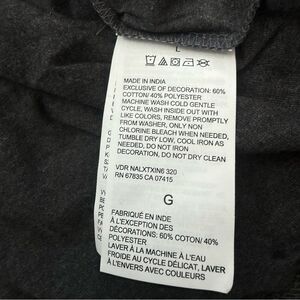 L
MADE IN INDIA
EXCLUSIVE OF DECORATION: 60%
COTTON/ 40% POLYESTER
MACHINE WASH COLD GENTLE
CYCLE, WASH INSIDE OUT WITH
LIKE COLORS, REMOVE PROMPTLY
FROM WASHER, ONLY NON
CHLORINE BLEACH WHEN NEEDED,
TUMBLE DRY LOW, COOL IRON AS
NEEDED, DO NOT IRON
DECORATION, DO NOT DRY CLEAN
VDR NALXTXIN6 320
RN 67835 CA 07415
G
FABRIQUÉ EN INDE
À L'EXCEPTION DES
DÉCORATIONS: 60% COTON/ 40%
POLYESTER
LAVER À LA MACHINE À L'EAU
FROIDE AU CYCLE DÉLICAT, LAVER
À L'ENVERS AVEC COULEURS